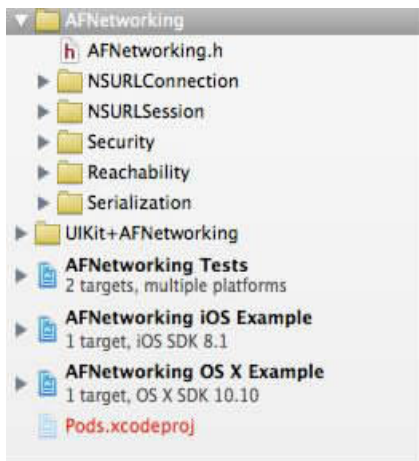 AFNetworking
h AFNetworking.h
NSURLConnection
NSURLSession
Security
Reachability
Serialization
UIKit+AFNetworking
AFNetworking Tests
2 targets, multiple platforms
AFNetworking iOS Example
1 target, iOS SDK 8.1
AFNetworking OS X Example
1 target, OS X SDK 10.10
Pods.xcodeproj